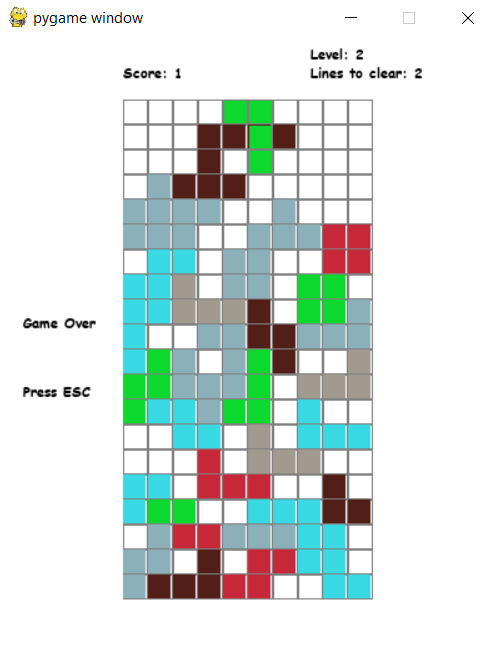 pygame window
Level: 2
Score: 1
Lines to clear: 2
Game Over
Press ESC